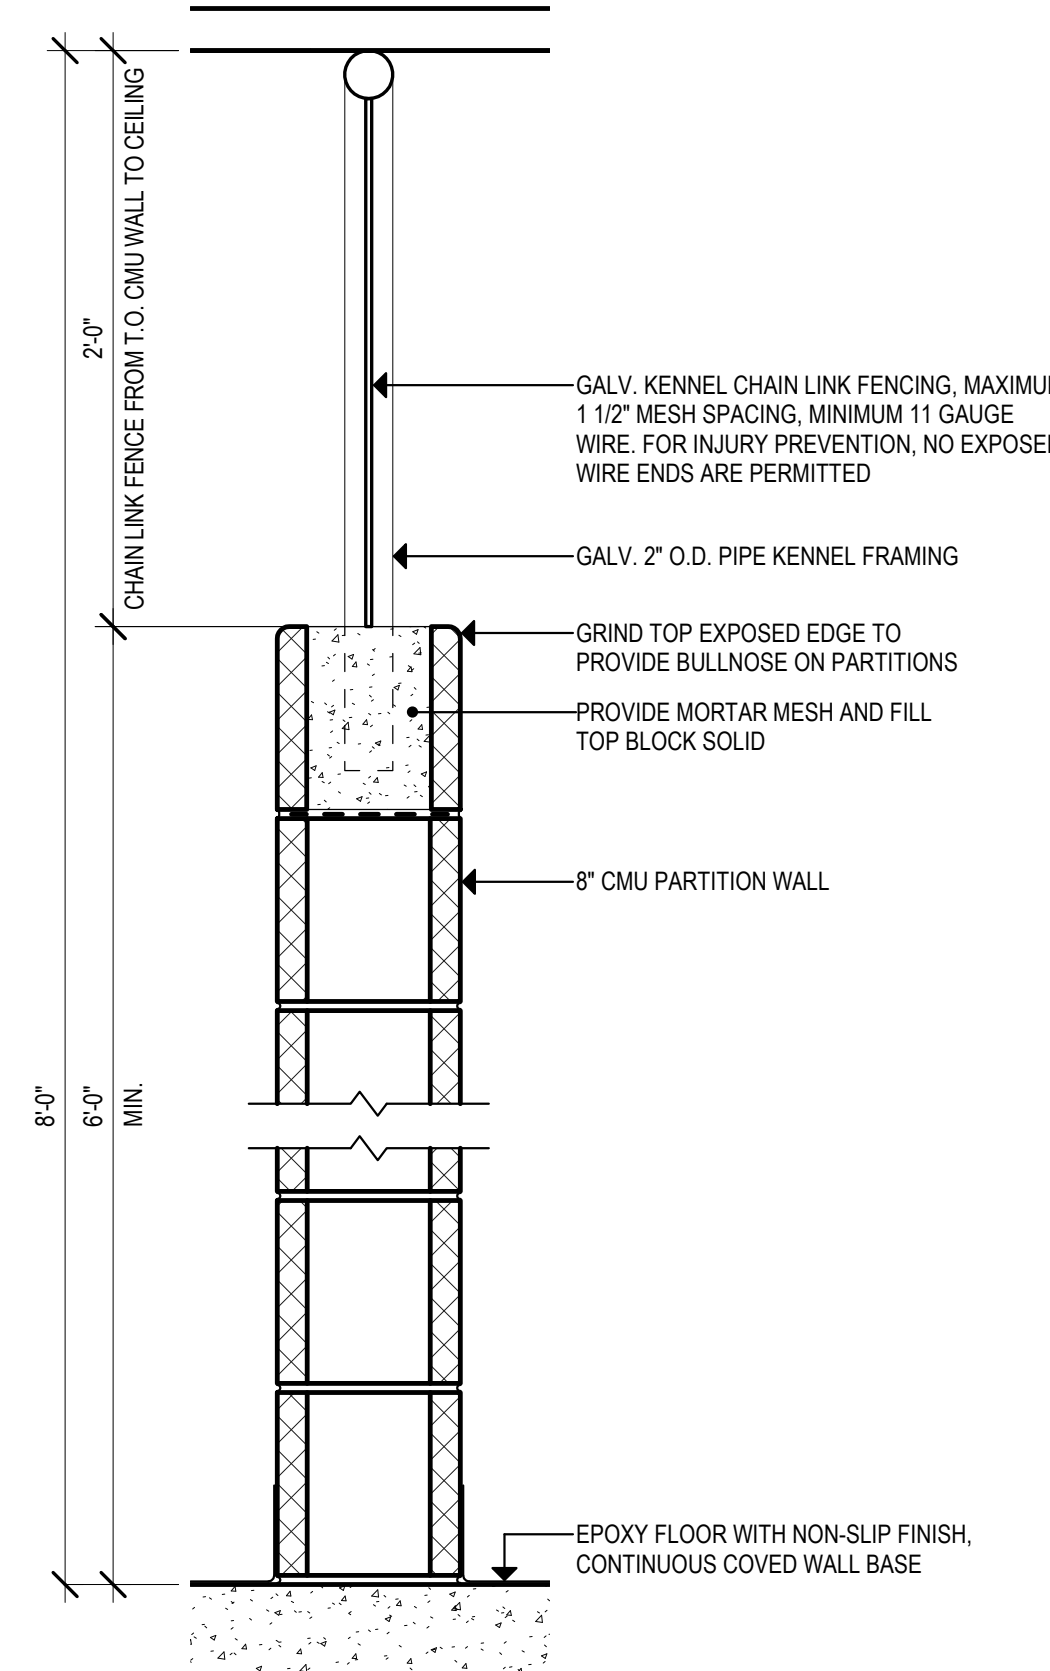 CHAIN LINK FENCE FROM T.O. CMU WALL TO CEILING
2'-0"
GALV. KENNEL CHAIN LINK FENCING, MAXIMU
1 1/2" MESH SPACING, MINIMUM 11 GAUGE
WIRE. FOR INJURY PREVENTION, NO EXPOSE
WIRE ENDS ARE PERMITTED
GALV. 2" O.D. PIPE KENNEL FRAMING
GRIND TOP EXPOSED EDGE TO
PROVIDE BULLNOSE ON PARTITIONS
PROVIDE MORTAR MESH AND FILL
TOP BLOCK SOLID
8" CMU PARTITION WALL
8'-0"
6'-0"
MIN.
EPOXY FLOOR WITH NON-SLIP FINISH,
CONTINUOUS COVED WALL BASE